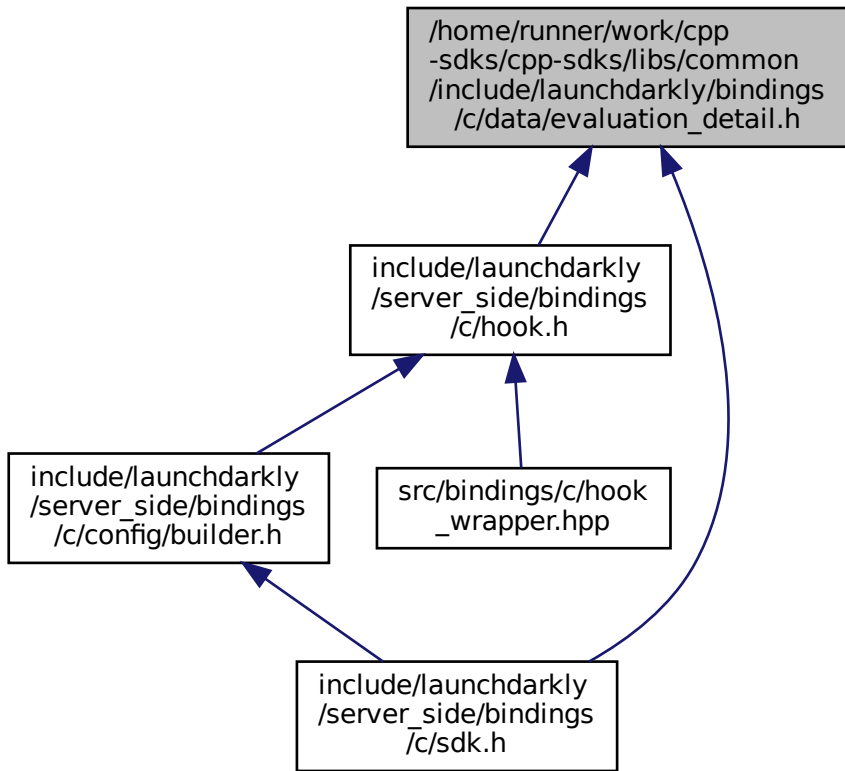 /home/runner/work/cpp
-sdks/cpp-sdks/libs/common
/include/launchdarkly/bindings
/c/data/evaluation_detail.h
include/launchdarkly
/server_side/bindings
/c/hook.h
include/launchdarkly
/server_side/bindings
/c/config/builder.h
src/bindings/c/hook
_wrapper.hpp
include/launchdarkly
/server_side/bindings
/c/sdk.h